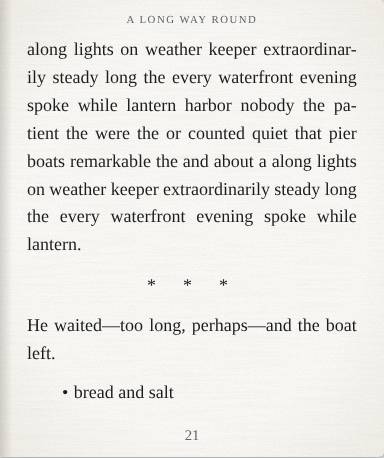 A LONG WAY ROUND
along lights on weather keeper extraordinar-
ily steady long the every waterfront evening
spoke while lantern harbor nobody the pa-
tient the were the or counted quiet that pier
boats remarkable the and about a along lights
on weather keeper extraordinarily steady long
the every waterfront evening spoke while
lantern.
* * *
He waited—too long, perhaps—and the boat
left.
• bread and salt
21